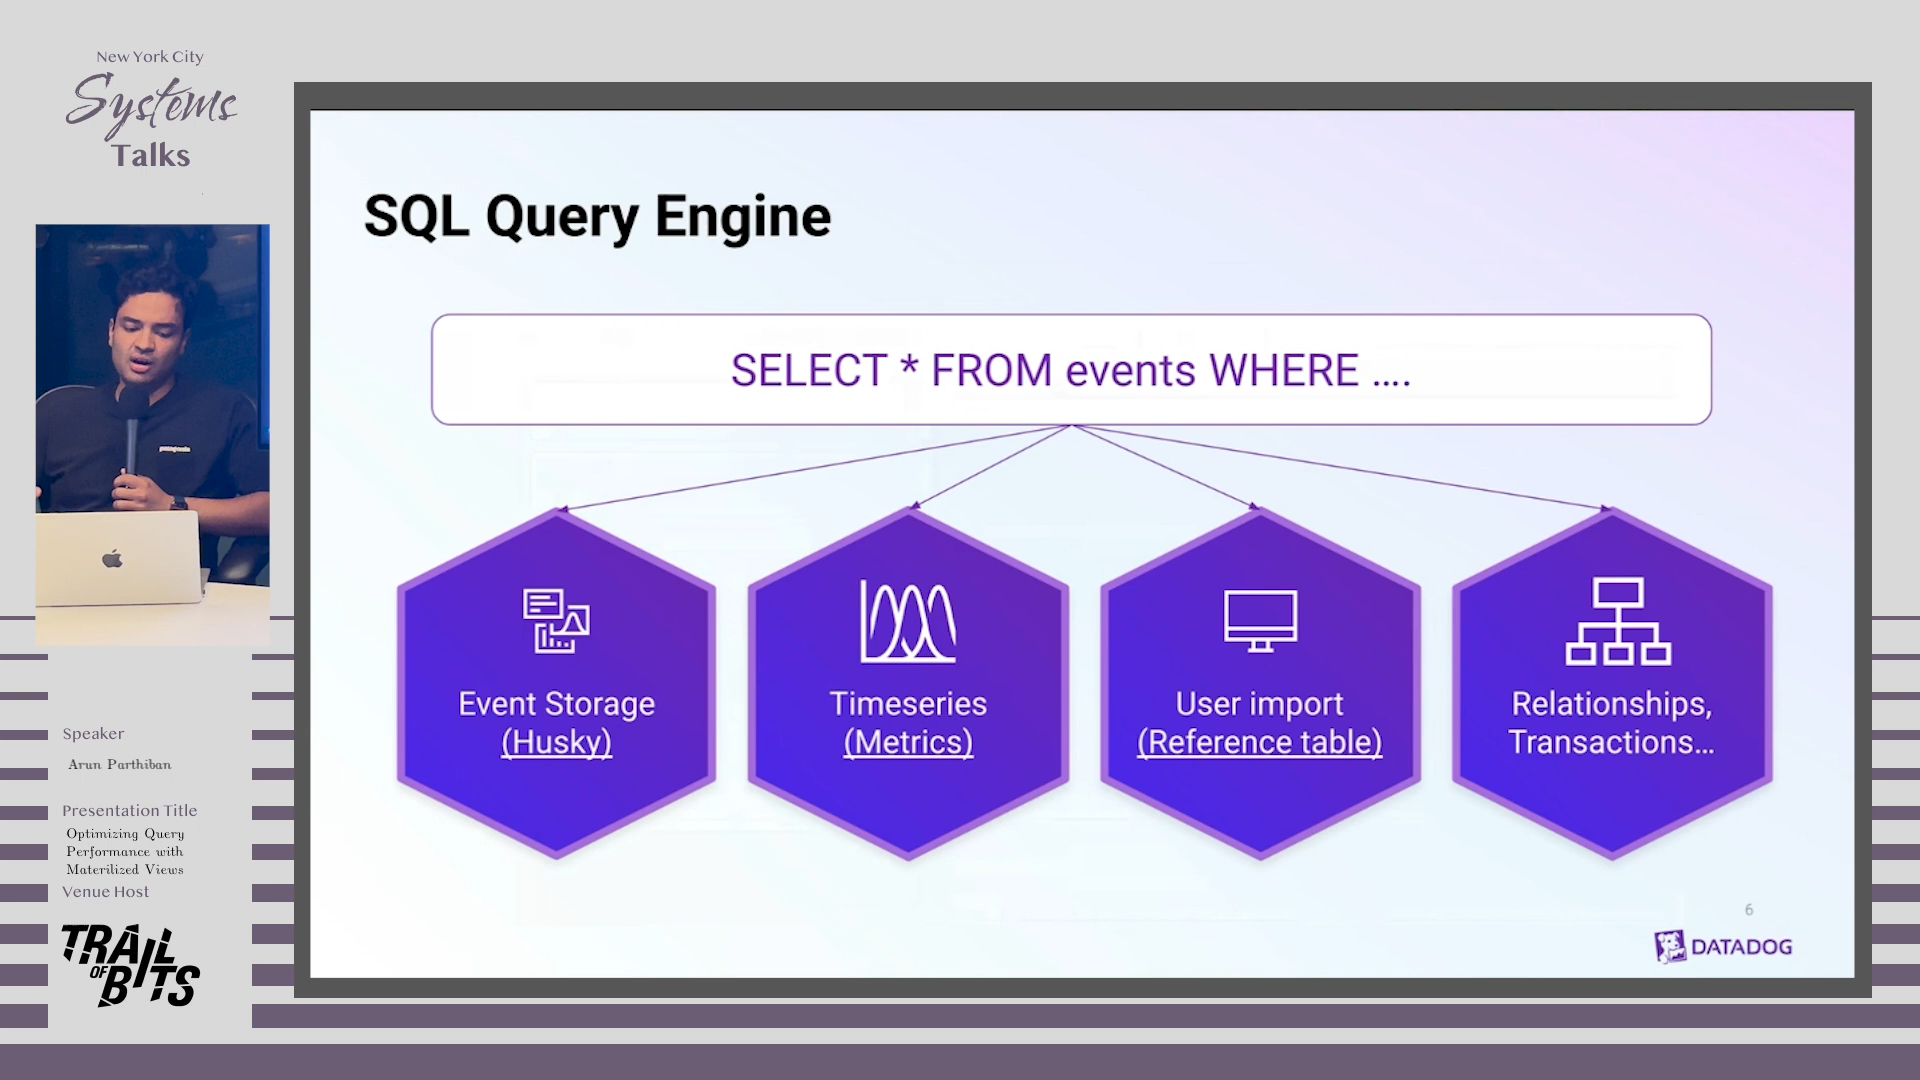 New York City
Systems
Talks
Speaker
Arun Parthiban
Presentation Title
Optimizing Query
Performance with
Materilized Views
Venue Host
TRAIL
OF
BITS
SQL Query Engine
SELECT * FROM events WHERE ....
Event Storage
(Husky)
Timeseries
(Metrics)
User import
(Reference table)
Relationships,
Transactions...
6
DATADOG
patagonia